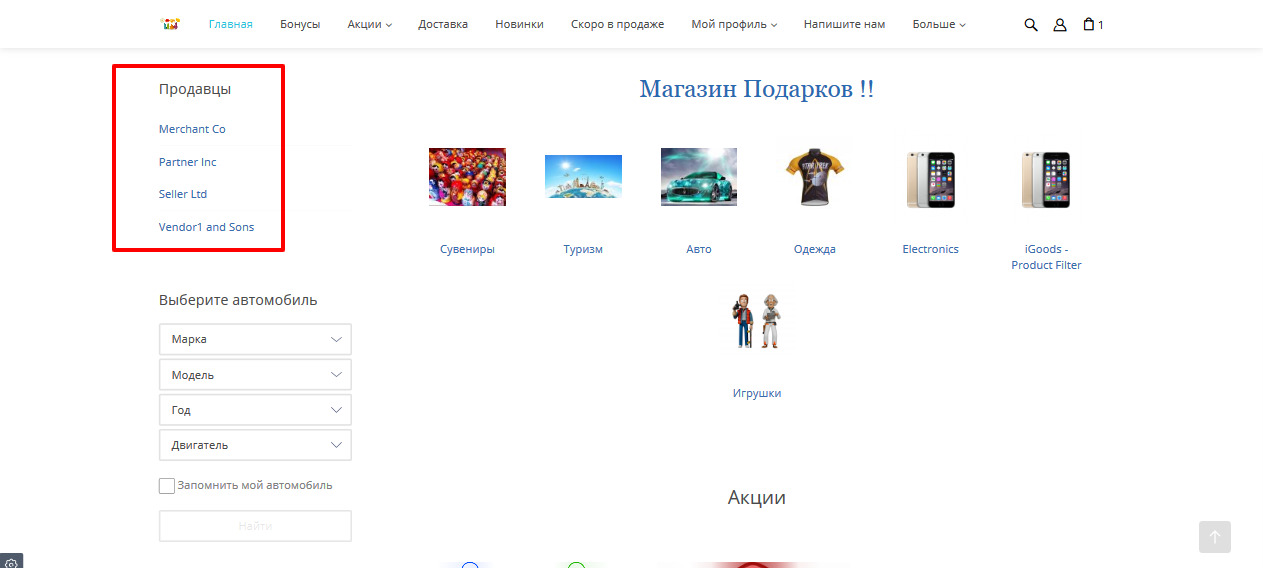 Главная Бонусы Акции Доставка Новинки Скоро в продаже Мой профиль Напишите нам Больше 1
Продавцы
Merchant Co
Partner Inc
Seller Ltd
Vendor1 and Sons
Выберите автомобиль
Марка
Модель
Год
Двигатель
Запомнить мой автомобиль
Найти
Магазин Подарков !!
Сувениры Туризм Авто Одежда Electronics iGoods -
Product Filter
Игрушки
Акции